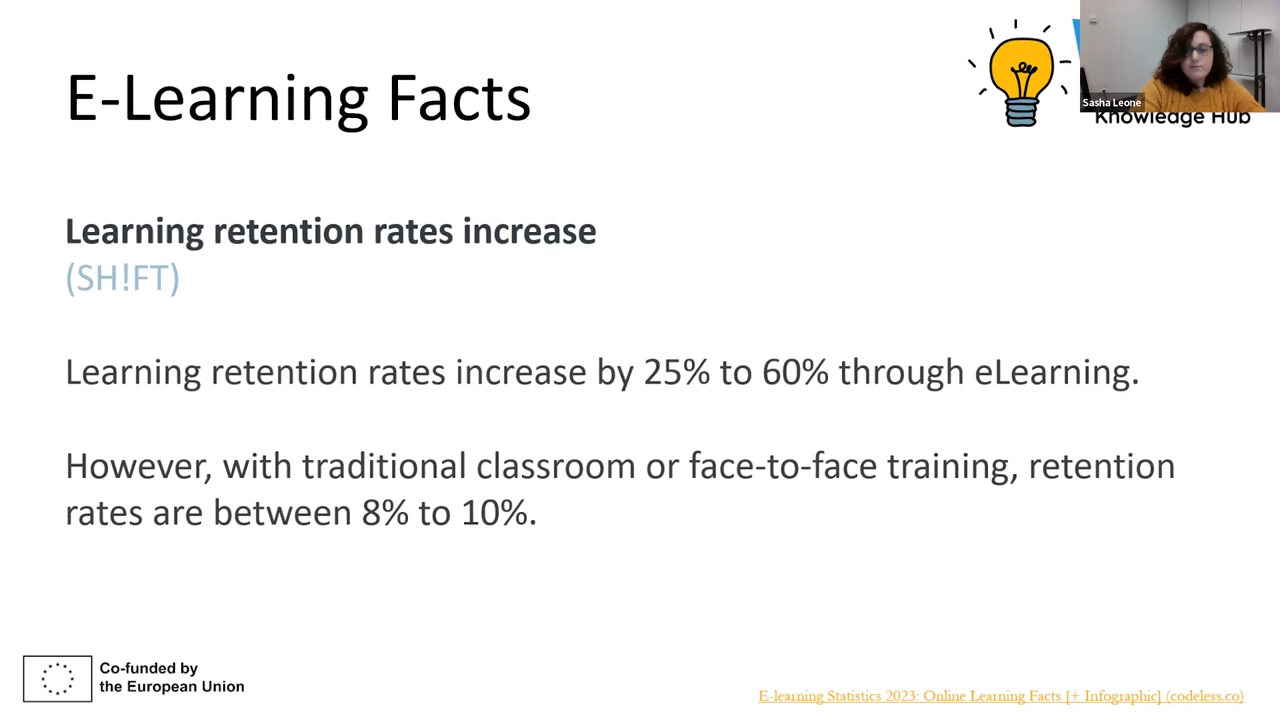 E-Learning Facts
Sasha Leone
Knowledge Hub
Learning retention rates increase
(SH!FT)
Learning retention rates increase by 25% to 60% through eLearning.
However, with traditional classroom or face-to-face training, retention
rates are between 8% to 10%.
Co-funded by
the European Union
E-learning Statistics 2023: Online Learning Facts [+ Infographic] (codeless.co)